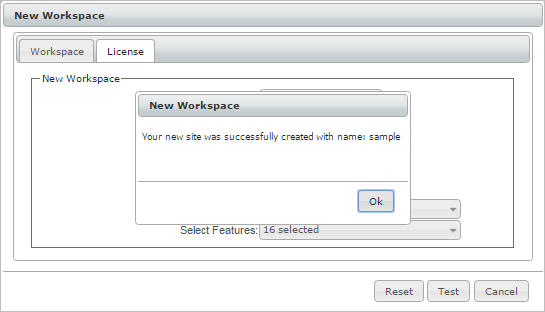 New Workspace
Workspace License
New Workspace
New Workspace
Your new site was successfully created with name: sample
Ok
Select Features: 16 selected
Reset Test Cancel